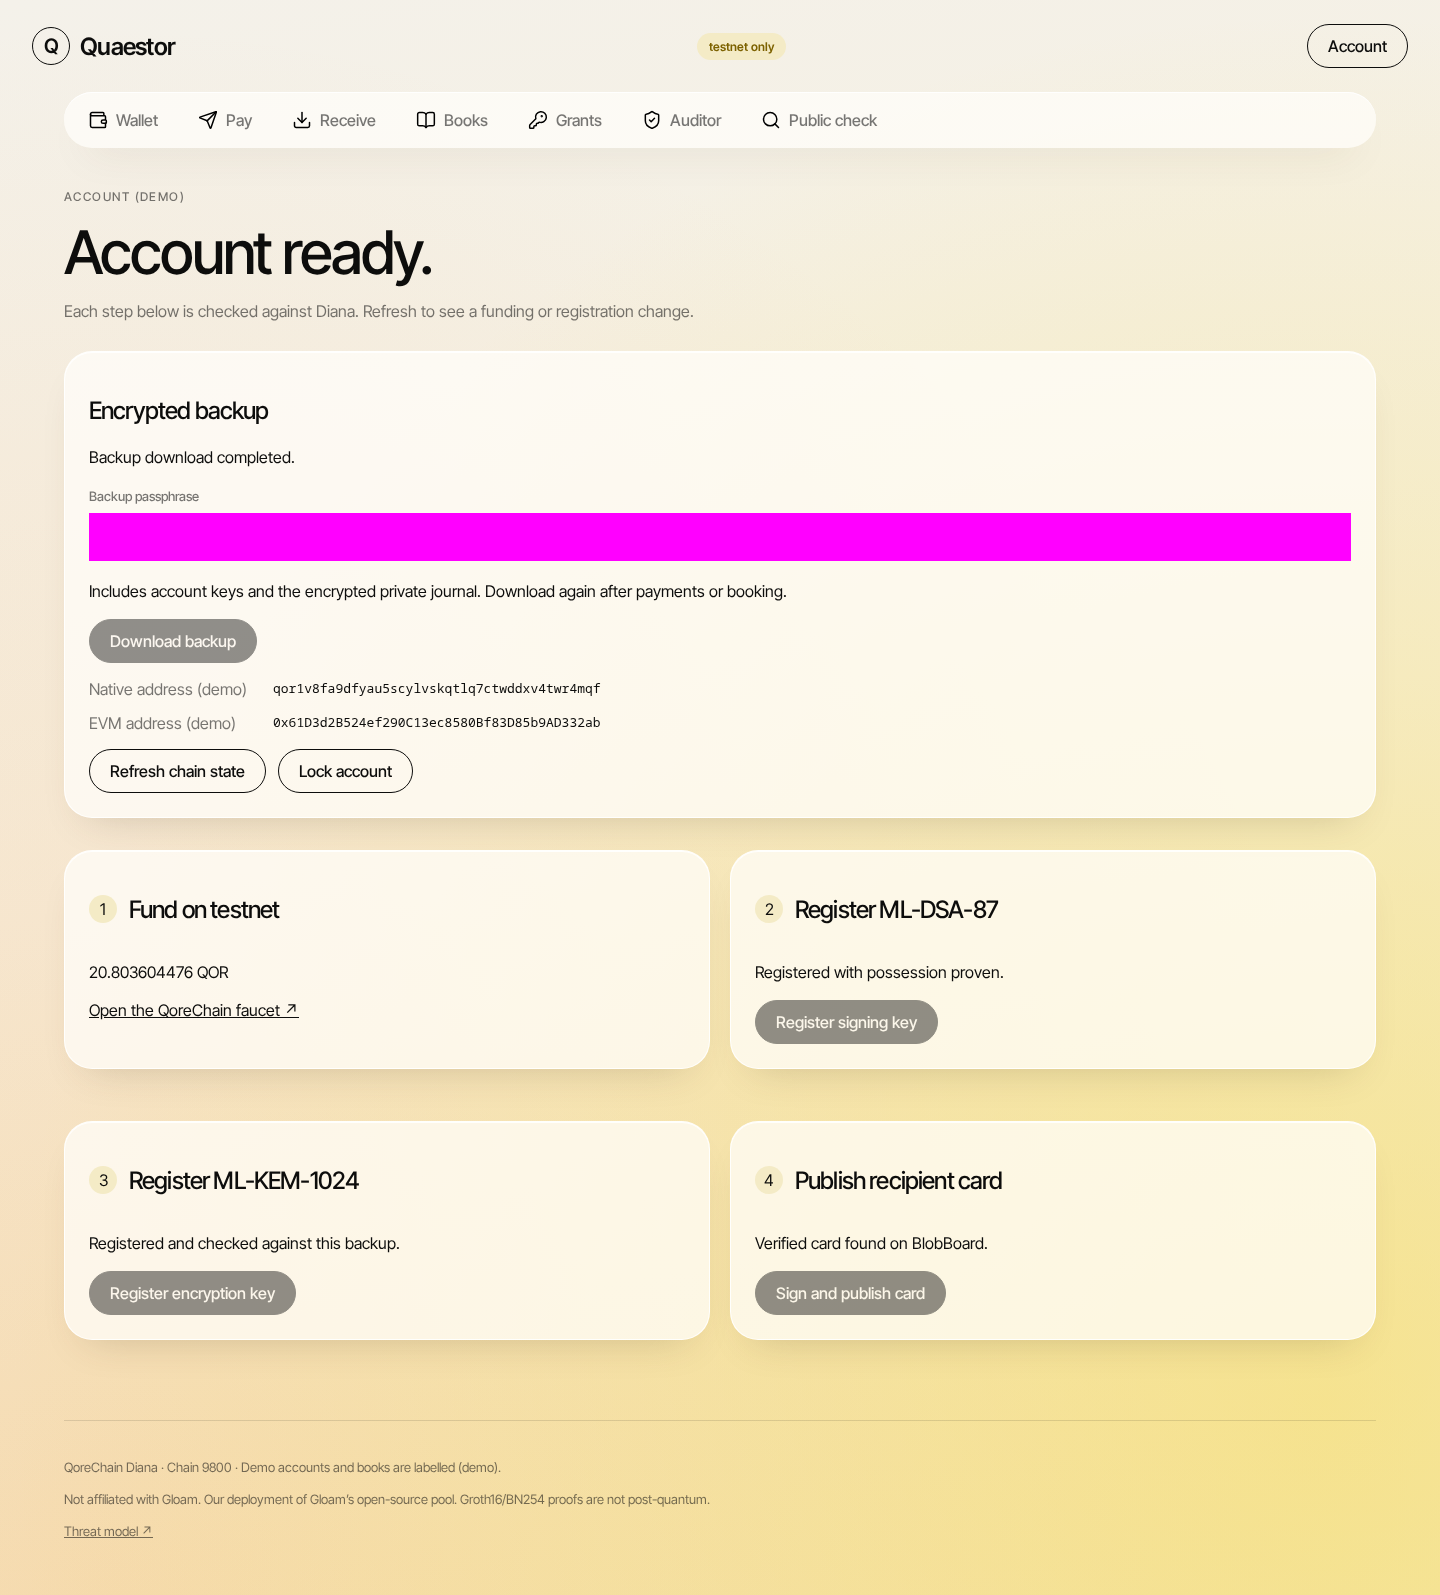 Q Quaestor
testnet only
Account
Wallet
Pay
Receive
Books
Grants
Auditor
Public check
ACCOUNT (DEMO)
Account ready.
Each step below is checked against Diana. Refresh to see a funding or registration change.
Encrypted backup
Backup download completed.
Backup passphrase
Includes account keys and the encrypted private journal. Download again after payments or booking.
Download backup
Native address (demo) qor1v8fa9dfyau5scylvskqtlq7ctwddxv4twr4mqf
EVM address (demo) 0x61D3d2B524ef290C13ec8580Bf83D85b9AD332ab
Refresh chain state
Lock account
1 Fund on testnet
20.803604476 QOR
Open the QoreChain faucet ↗
2 Register ML-DSA-87
Registered with possession proven.
Register signing key
3 Register ML-KEM-1024
Registered and checked against this backup.
Register encryption key
4 Publish recipient card
Verified card found on BlobBoard.
Sign and publish card
QoreChain Diana · Chain 9800 · Demo accounts and books are labelled (demo).
Not affiliated with Gloam. Our deployment of Gloam's open-source pool. Groth16/BN254 proofs are not post-quantum.
Threat model ↗